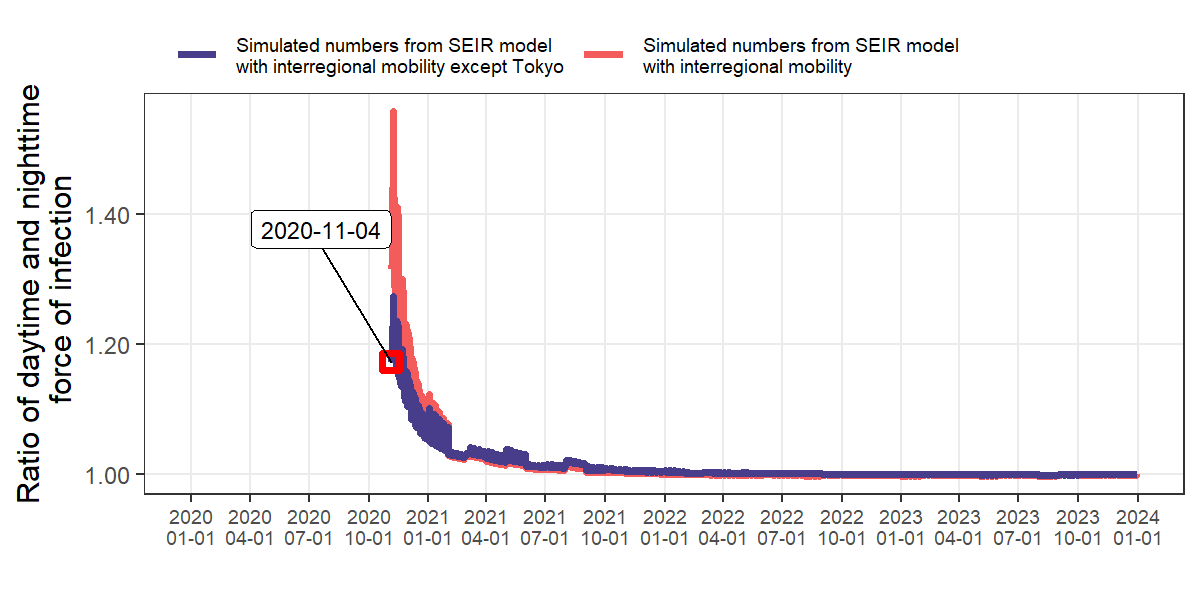 Simulated numbers from SEIR model
with interregional mobility except Tokyo
Simulated numbers from SEIR model
with interregional mobility
Ratio of daytime and nighttime
force of infection
1.40
1.20
1.00
2020-11-04
2020 2020 2020 2020 2021 2021 2021 2021 2022 2022 2022 2022 2023 2023 2023 2023 2024
01-01 04-01 07-01 10-01 01-01 04-01 07-01 10-01 01-01 04-01 07-01 10-01 01-01 04-01 07-01 10-01 01-01